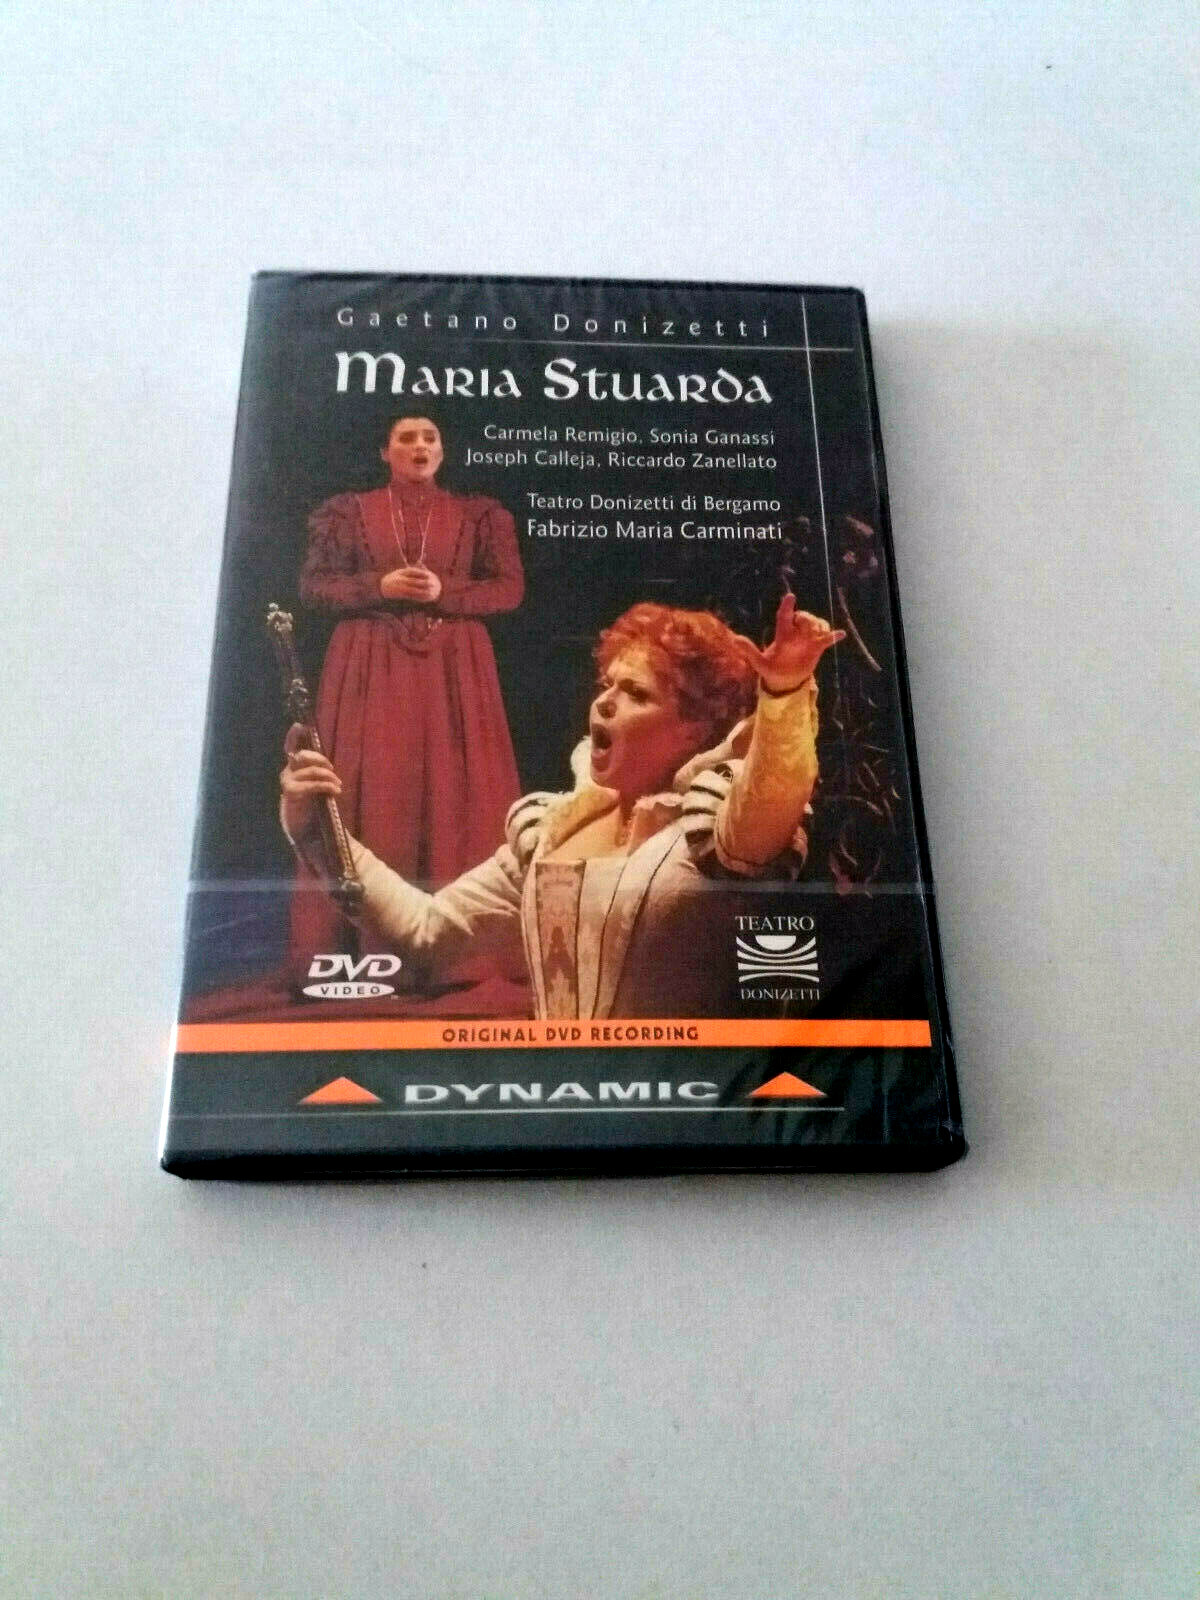 Gaetano Donizetti
Maria Stuarda
Carmela Remigio, Sonia Ganassi
Joseph Calleja, Riccardo Zanellato
Teatro Donizetti di Bergamo
Fabrizio Maria Carminati
TEATRO
DONIZETTI
DVD
VIDEO
ORIGINAL DVD RECORDING
DYNAMIC